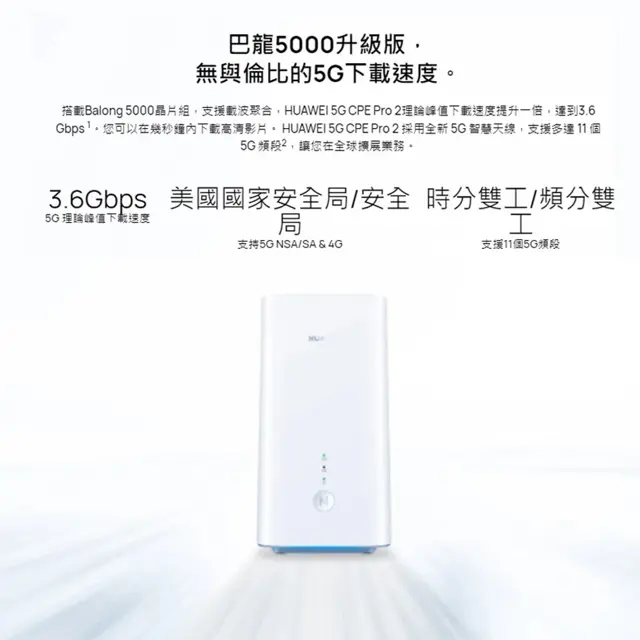 巴龍5000升級版，
無與倫比的5G下載速度。
搭載Balong 5000晶片組，支援載波聚合，HUAWEI 5G CPE Pro 2理論峰值下載速度提升一倍，達到3.6
Gbps 1。您可以在幾秒鐘內下載高清影片。 HUAWEI 5G CPE Pro 2 採用全新 5G 智慧天線，支援多達 11 個
5G 頻段2，讓您在全球擴展業務。
3.6Gbps
5G 理論峰值下載速度
美國國家安全局/安全
局
支持5G NSA/SA & 4G
時分雙工/頻分雙
工
支援11個5G頻段